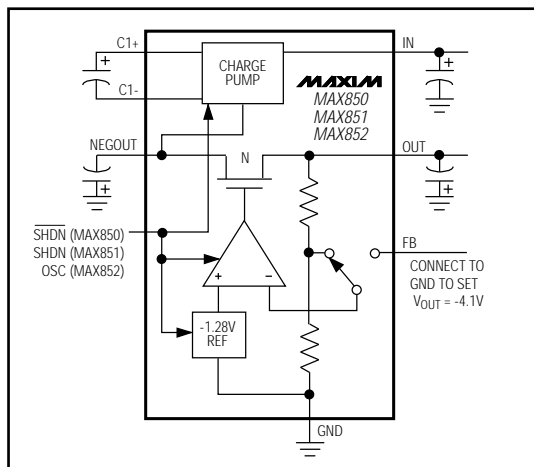 C1+
IN
CHARGE
PUMP
+
+
MAXIM
C1-
MAX850
MAX851
MAX852
NEGOUT
N
OUT
+
+
SHDN (MAX850)
FB
SHDN (MAX851)
CONNECT TO
OSC (MAX852)
GND TO SET
VOUT = -4.1V
+
-
-1.28V
REF
GND